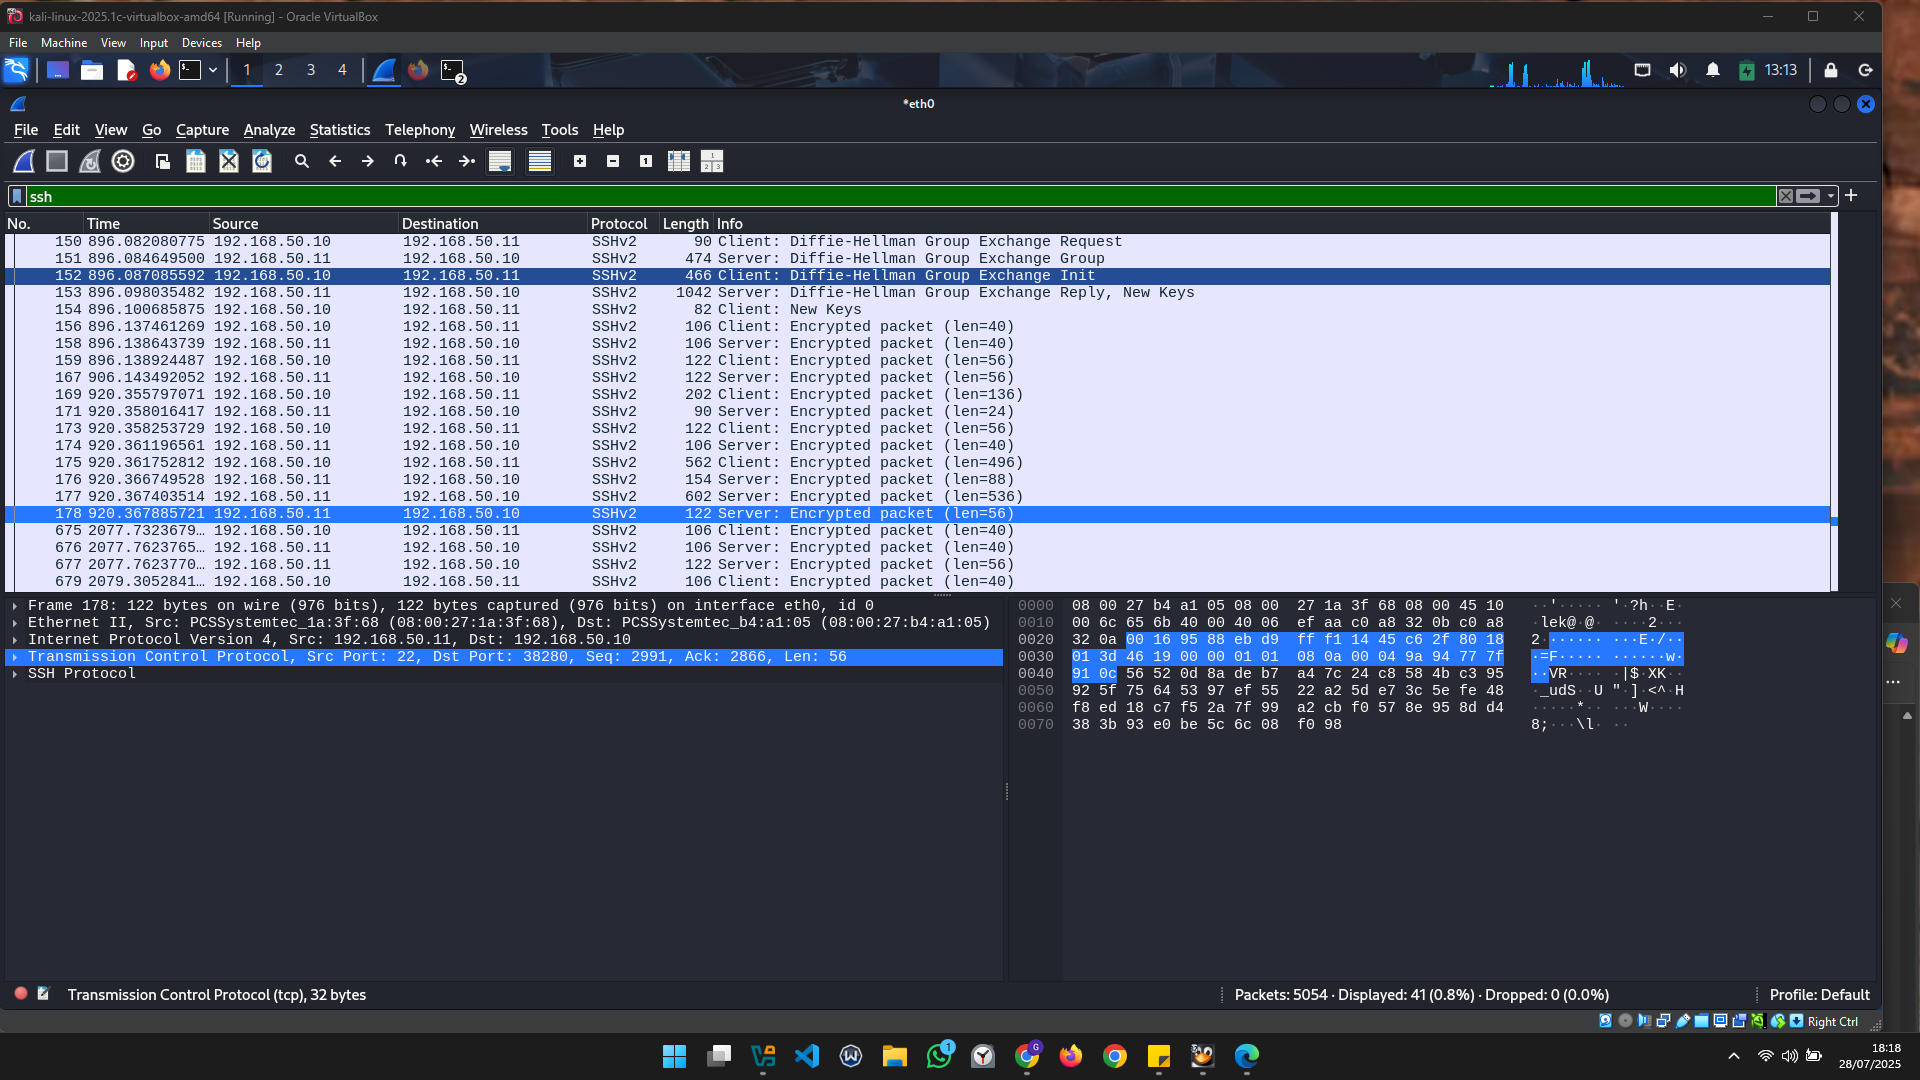 kali-linux-2025.1c-virtualbox-amd64 [Running] - Oracle VirtualBox
File Machine View Input Devices Help
1 2 3 4 2 13:13
*eth0
File Edit View Go Capture Analyze Statistics Telephony Wireless Tools Help
ssh
No. Time Source Destination Protocol Length Info
150 896.082080775 192.168.50.10 192.168.50.11 SSHv2 90 Client: Diffie-Hellman Group Exchange Request
151 896.084649500 192.168.50.11 192.168.50.10 SSHv2 474 Server: Diffie-Hellman Group Exchange Group
152 896.087085592 192.168.50.10 192.168.50.11 SSHv2 466 Client: Diffie-Hellman Group Exchange Init
153 896.098035482 192.168.50.11 192.168.50.10 SSHv2 1042 Server: Diffie-Hellman Group Exchange Reply, New Keys
154 896.100685875 192.168.50.10 192.168.50.11 SSHv2 82 Client: New Keys
156 896.137461269 192.168.50.10 192.168.50.11 SSHv2 106 Client: Encrypted packet (len=40)
158 896.138643739 192.168.50.11 192.168.50.10 SSHv2 106 Server: Encrypted packet (len=40)
159 896.138924487 192.168.50.10 192.168.50.11 SSHv2 122 Client: Encrypted packet (len=56)
167 906.143492052 192.168.50.11 192.168.50.10 SSHv2 122 Server: Encrypted packet (len=56)
169 920.355797071 192.168.50.10 192.168.50.11 SSHv2 202 Client: Encrypted packet (len=136)
171 920.358016417 192.168.50.11 192.168.50.10 SSHv2 90 Server: Encrypted packet (len=24)
173 920.358253729 192.168.50.10 192.168.50.11 SSHv2 122 Client: Encrypted packet (len=56)
174 920.361196561 192.168.50.11 192.168.50.10 SSHv2 106 Server: Encrypted packet (len=40)
175 920.361752812 192.168.50.10 192.168.50.11 SSHv2 562 Client: Encrypted packet (len=496)
176 920.366749528 192.168.50.11 192.168.50.10 SSHv2 154 Server: Encrypted packet (len=88)
177 920.367403514 192.168.50.11 192.168.50.10 SSHv2 602 Server: Encrypted packet (len=536)
178 920.367885721 192.168.50.11 192.168.50.10 SSHv2 122 Server: Encrypted packet (len=56)
675 2077.7323679… 192.168.50.10 192.168.50.11 SSHv2 106 Client: Encrypted packet (len=40)
676 2077.7623765… 192.168.50.11 192.168.50.10 SSHv2 106 Server: Encrypted packet (len=40)
677 2077.7623770… 192.168.50.11 192.168.50.10 SSHv2 122 Server: Encrypted packet (len=56)
679 2079.3052841… 192.168.50.10 192.168.50.11 SSHv2 106 Client: Encrypted packet (len=40)
Frame 178: 122 bytes on wire (976 bits), 122 bytes captured (976 bits) on interface eth0, id 0
Ethernet II, Src: PCSSystemtec_1a:3f:68 (08:00:27:1a:3f:68), Dst: PCSSystemtec_b4:a1:05 (08:00:27:b4:a1:05)
Internet Protocol Version 4, Src: 192.168.50.11, Dst: 192.168.50.10
Transmission Control Protocol, Src Port: 22, Dst Port: 38280, Seq: 2991, Ack: 2866, Len: 56
SSH Protocol
0000 08 00 27 b4 a1 05 08 00 27 1a 3f 68 08 00 45 10 ··'····· '·?h··E·
0010 00 6c 65 6b 40 00 40 06 ef aa c0 a8 32 0b c0 a8 ·lek@·@· ····2···
0020 32 0a 00 16 95 88 eb d9 ff f1 14 45 c6 2f 80 18 2······· ···E·/··
0030 01 3d 46 19 00 00 01 01 08 0a 00 04 9a 94 77 7f ·=F····· ······w·
0040 91 0c 56 52 0d 8a de b7 a4 7c 24 c8 58 4b c3 95 ··VR···· ·|$·XK··
0050 92 5f 75 64 53 97 ef 55 22 a2 5d e7 3c 5e fe 48 ·_udS··U "·]·<^·H
0060 f8 ed 18 c7 f5 2a 7f 99 a2 cb f0 57 8e 95 8d d4 ·····*·· ···W····
0070 38 3b 93 e0 be 5c 6c 08 f0 98 8;···\l· ··
Transmission Control Protocol (tcp), 32 bytes
Packets: 5054 · Displayed: 41 (0.8%) · Dropped: 0 (0.0%)
Profile: Default
Right Ctrl
1 G
18:18
28/07/2025